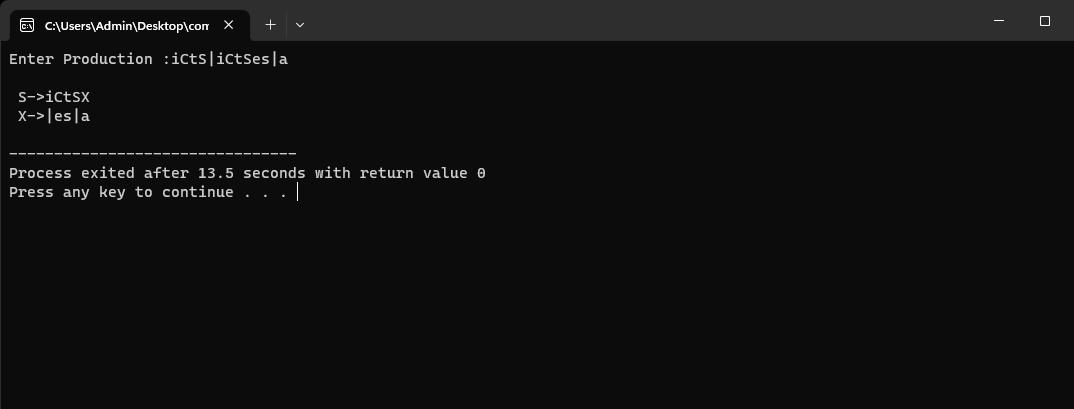 C:\Users\Admin\Desktop\com
Enter Production :iCtS|iCtSes|a
S->iCtSX
X->|es|a
--------------------------------
Process exited after 13.5 seconds with return value 0
Press any key to continue . . .